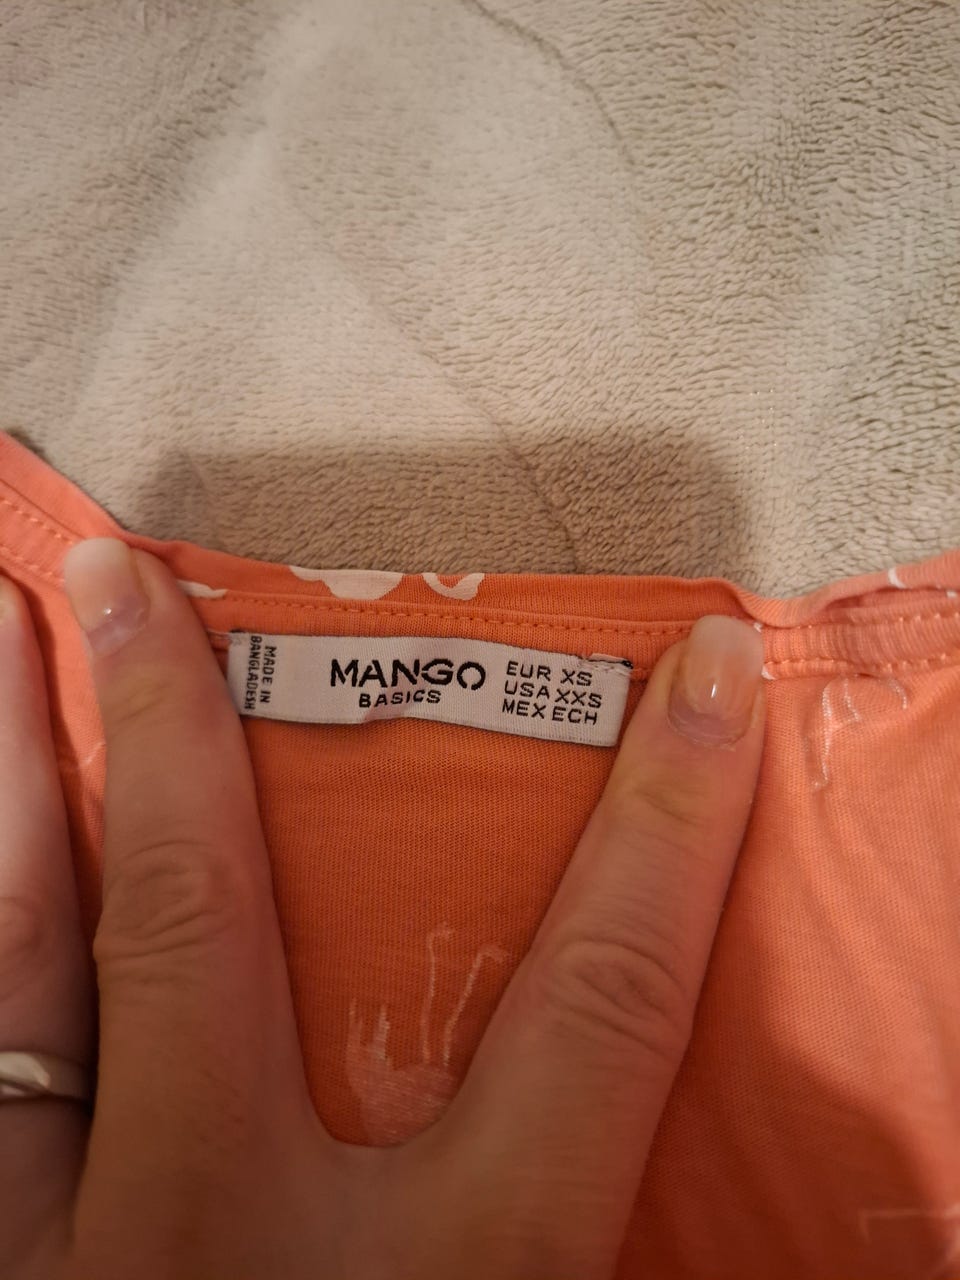 MADE IN
BANGLADESH
MANGO
BASICS
EUR XS
USA XXS
MEX ECH